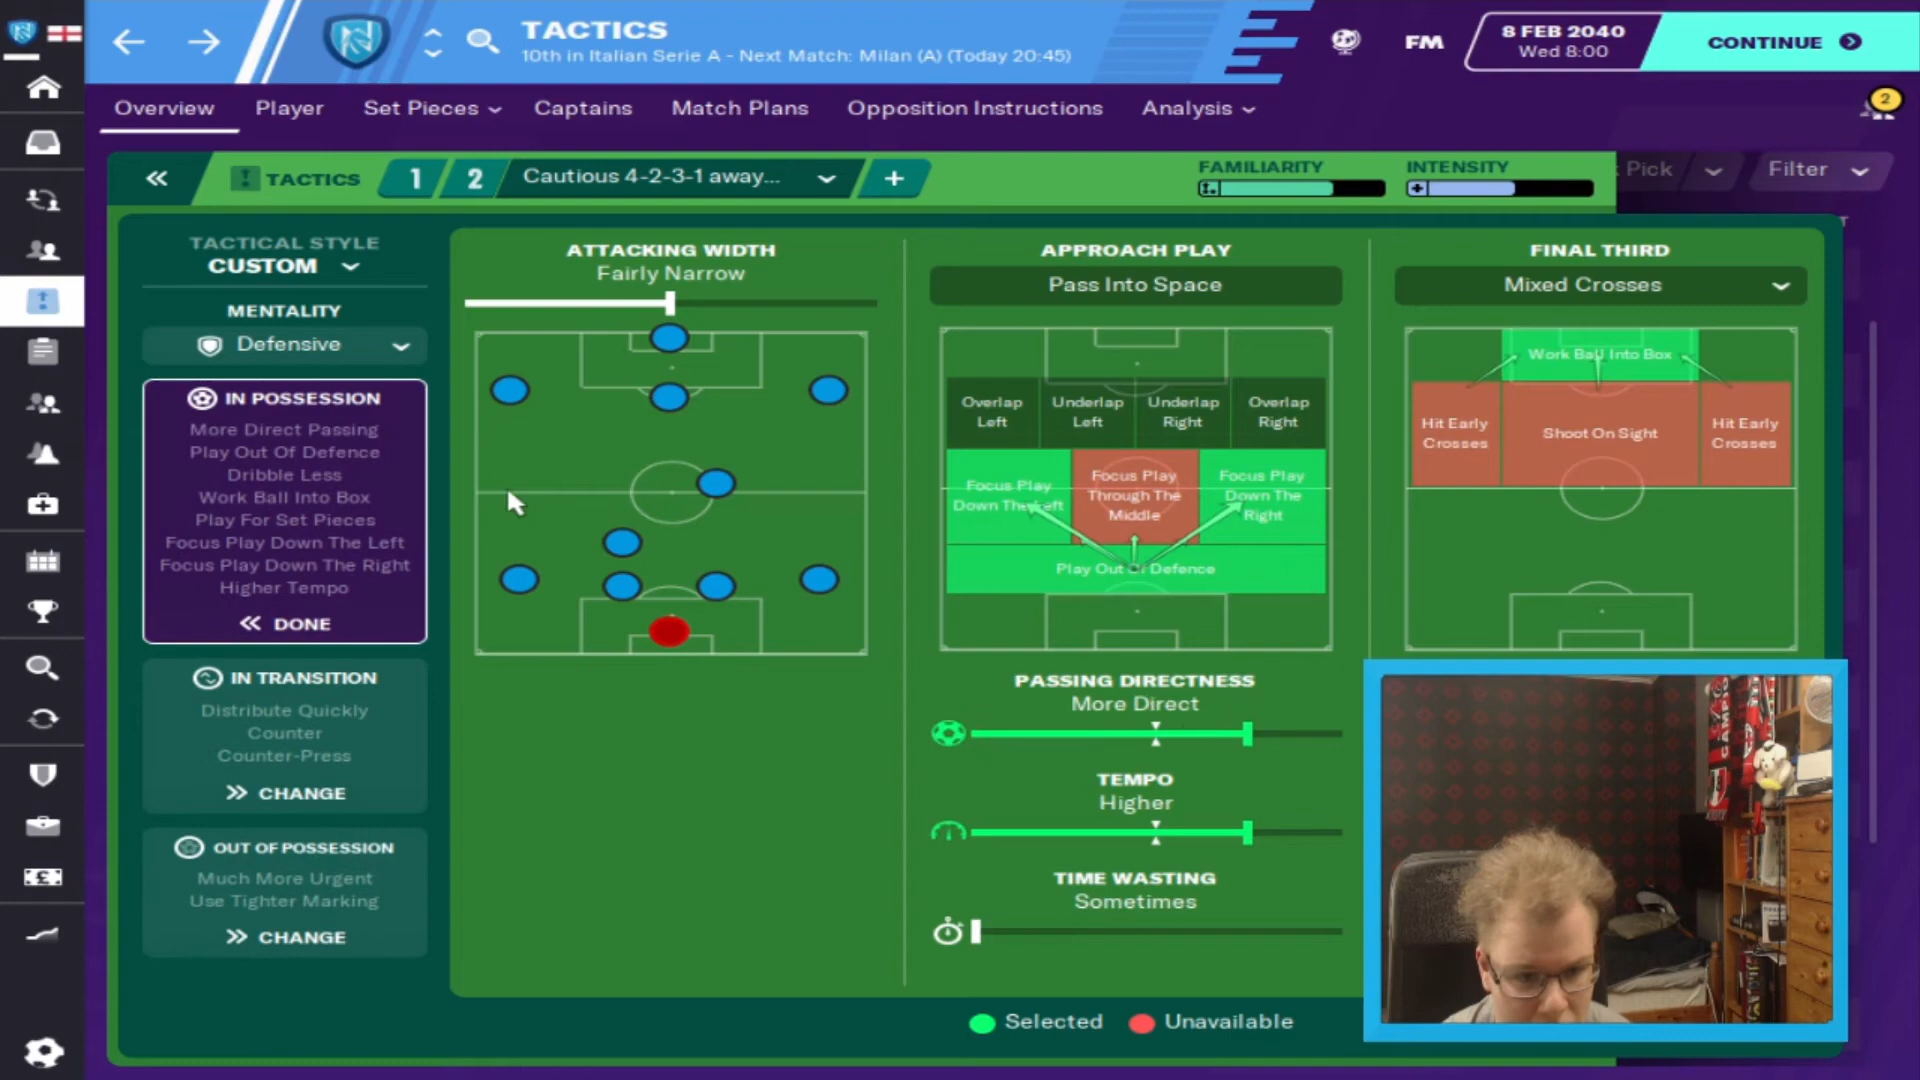 TACTICS
10th in Italian Serie A - Next Match: Milan (A) (Today 20:45)
FM
8 FEB 2040
Wed 8:00
CONTINUE
Overview
Player
Set Pieces
Captains
Match Plans
Opposition Instructions
Analysis
2
TACTICS
1
2
Cautious 4-2-3-1 away...
+
FAMILIARITY
INTENSITY
Pick
Filter
TACTICAL STYLE
CUSTOM
MENTALITY
Defensive
IN POSSESSION
More Direct Passing
Play Out Of Defence
Dribble Less
Work Ball Into Box
Play For Set Pieces
Focus Play Down The Left
Focus Play Down The Right
Higher Tempo
DONE
IN TRANSITION
Distribute Quickly
Counter
Counter-Press
CHANGE
OUT OF POSSESSION
Much More Urgent
Use Tighter Marking
CHANGE
ATTACKING WIDTH
Fairly Narrow
APPROACH PLAY
Pass Into Space
Overlap
Left
Underlap
Left
Underlap
Right
Overlap
Right
Focus Play
Down The Left
Focus Play
Through The
Middle
Focus Play
Down The
Right
Play Out Of Defence
PASSING DIRECTNESS
More Direct
TEMPO
Higher
TIME WASTING
Sometimes
FINAL THIRD
Mixed Crosses
Work Ball Into Box
Hit Early
Crosses
Shoot On Sight
Hit Early
Crosses
Selected
Unavailable